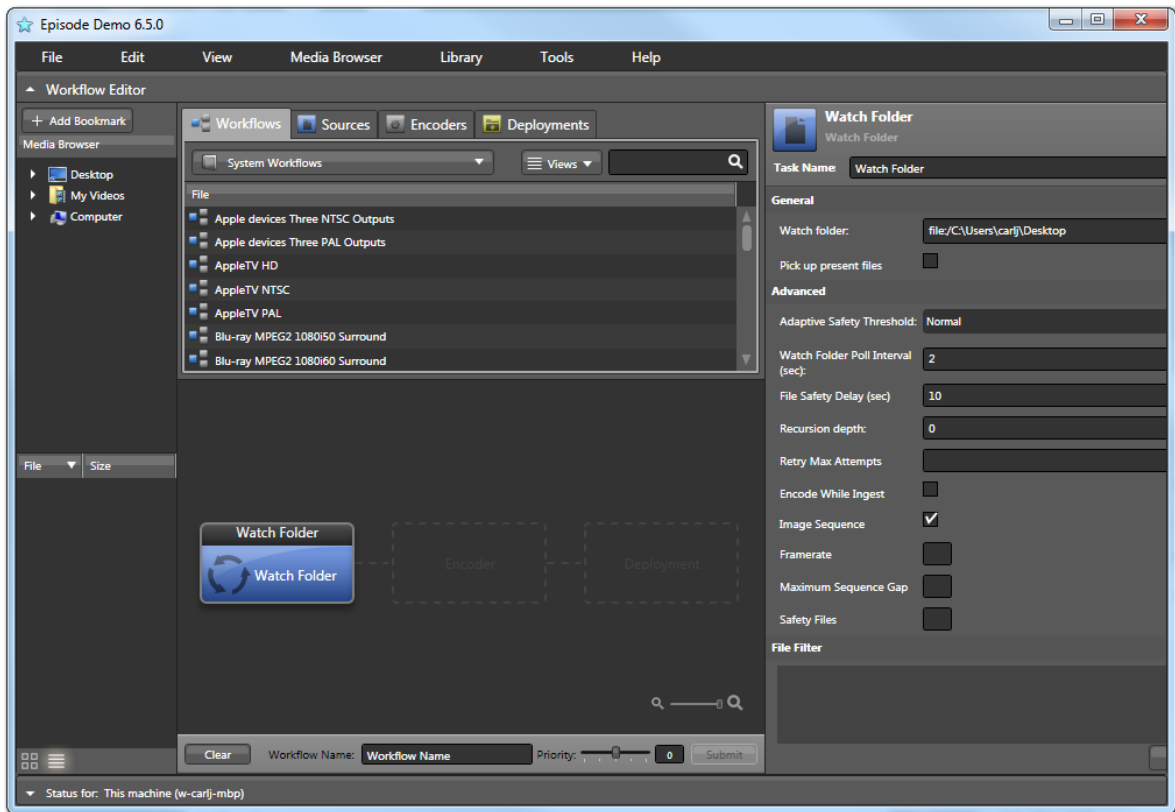 Episode Demo 6.5.0
File Edit View Media Browser Library Tools Help
Workflow Editor
+ Add Bookmark
Media Browser
Desktop
My Videos
Computer
File Size
Workflows Sources Encoders Deployments
System Workflows Views
File
Apple devices Three NTSC Outputs
Apple devices Three PAL Outputs
AppleTV HD
AppleTV NTSC
AppleTV PAL
Blu-ray MPEG2 1080i50 Surround
Blu-ray MPEG2 1080i60 Surround
Watch Folder
Watch Folder
Encoder
Deployment
Clear Workflow Name: Workflow Name Priority: 0 Submit
Watch Folder
Watch Folder
Task Name Watch Folder
General
Watch folder: file:/C:\Users\carlj\Desktop
Pick up present files
Advanced
Adaptive Safety Threshold: Normal
Watch Folder Poll Interval
(sec): 2
File Safety Delay (sec) 10
Recursion depth: 0
Retry Max Attempts
Encode While Ingest
Image Sequence
Framerate
Maximum Sequence Gap
Safety Files
File Filter
Status for: This machine (w-carlj-mbp)